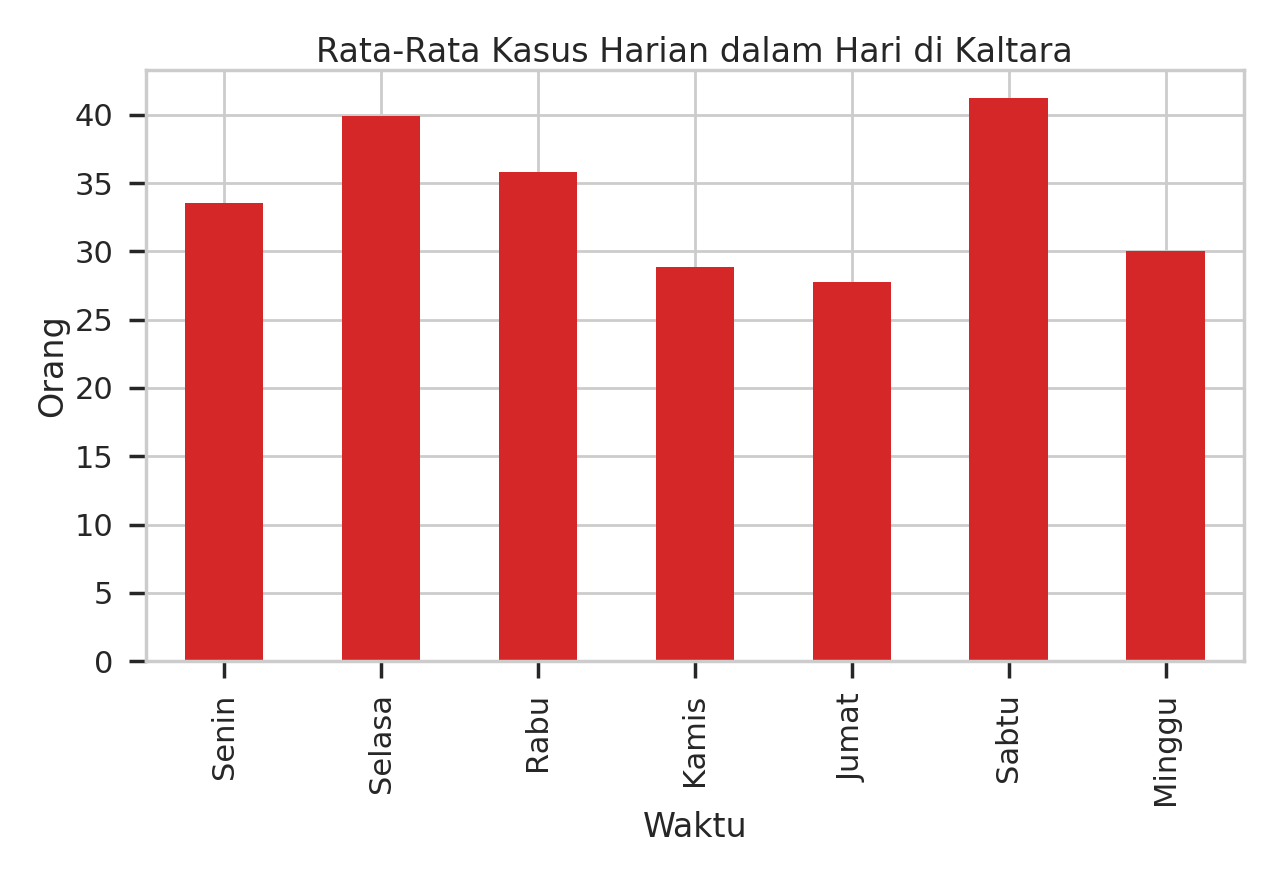 Rata-Rata Kasus Harian dalam Hari di Kaltara
Orang
40
35
30
25
20
15
10
5
0
Senin
Selasa
Rabu
Kamis
Jumat
Sabtu
Minggu
Waktu